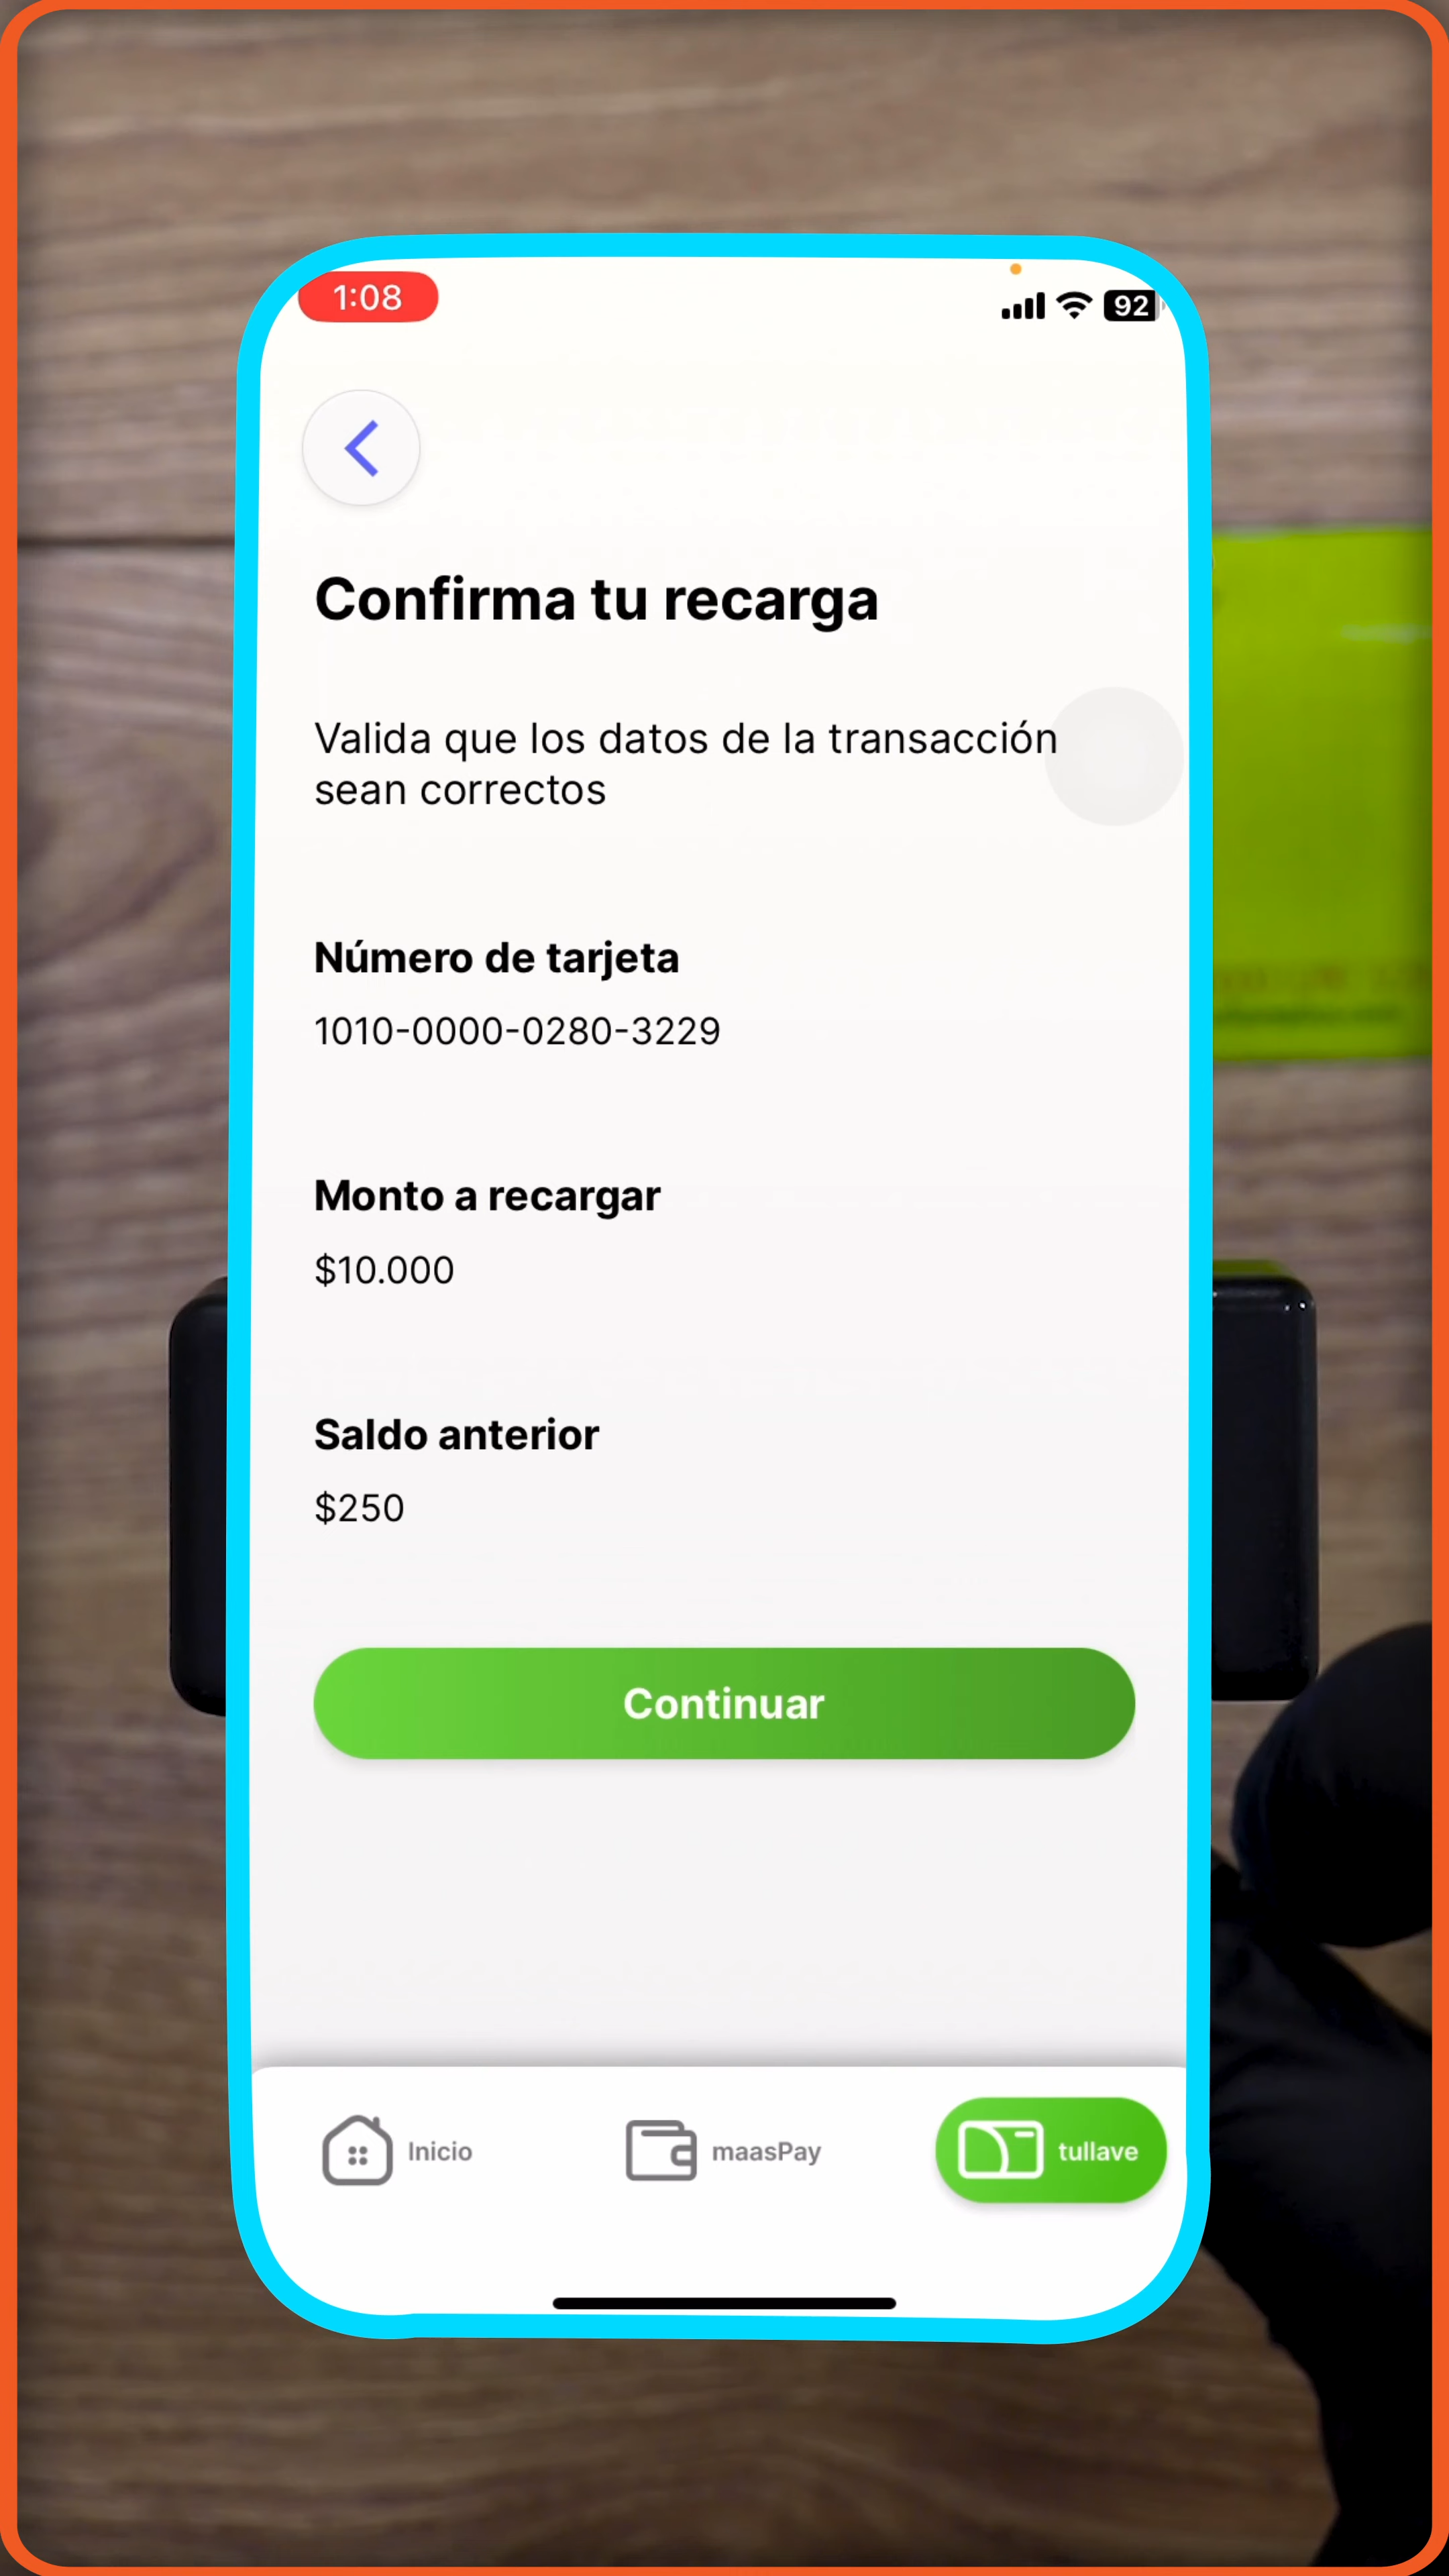 1:08
92
Confirma tu recarga
Valida que los datos de la transacción
sean correctos
Número de tarjeta
1010-0000-0280-3229
Monto a recargar
$10.000
Saldo anterior
$250
Continuar
Inicio
maasPay
tullave